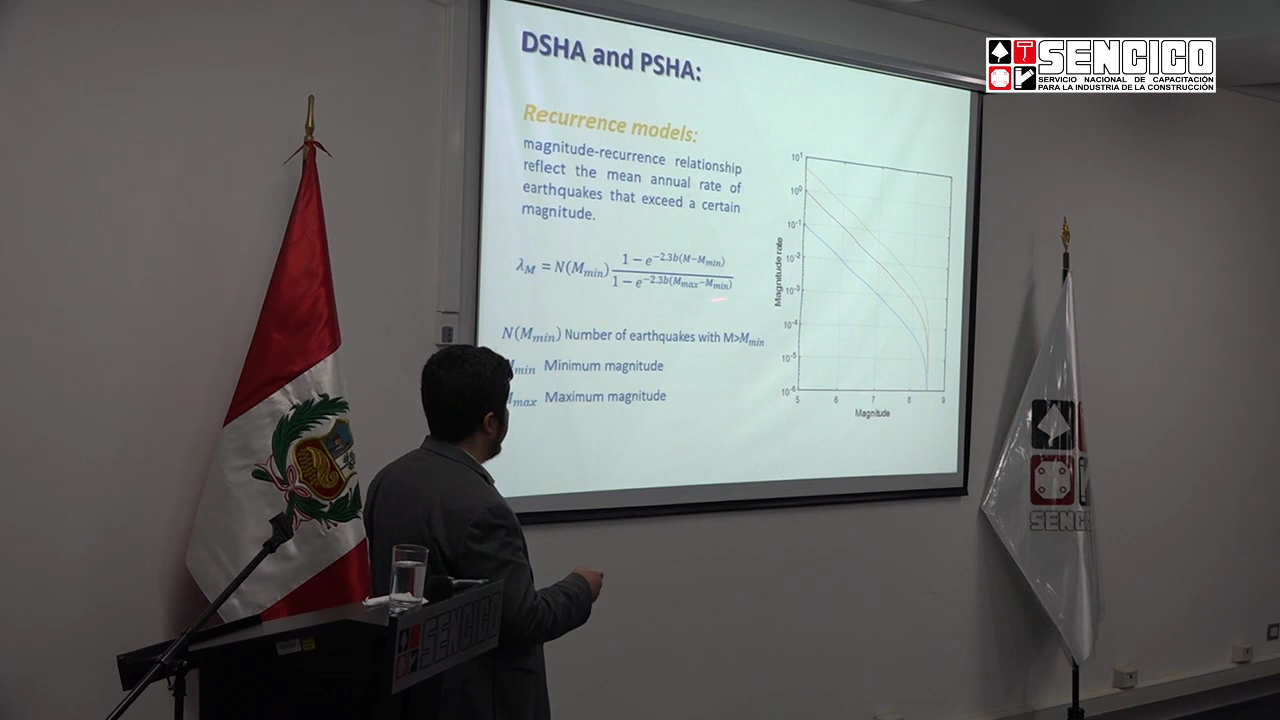 DSHA and PSHA:
Recurrence models:
magnitude-recurrence relationship
reflect the mean annual rate of
earthquakes that exceed a certain
magnitude.
λ_M = N(M_min) (1 − e^−2.3b(M−M_min)) / (1 − e^−2.3b(M_max−M_min))
N(M_min) Number of earthquakes with M>M_min
M_min Minimum magnitude
M_max Maximum magnitude
10^1
10^0
10^-1
10^-2
10^-3
10^-4
10^-5
10^-6
Magnitude rate
5 6 7 8 9
Magnitude
T SENCICO
SERVICIO NACIONAL DE CAPACITACIÓN
PARA LA INDUSTRIA DE LA CONSTRUCCIÓN
SENCICO